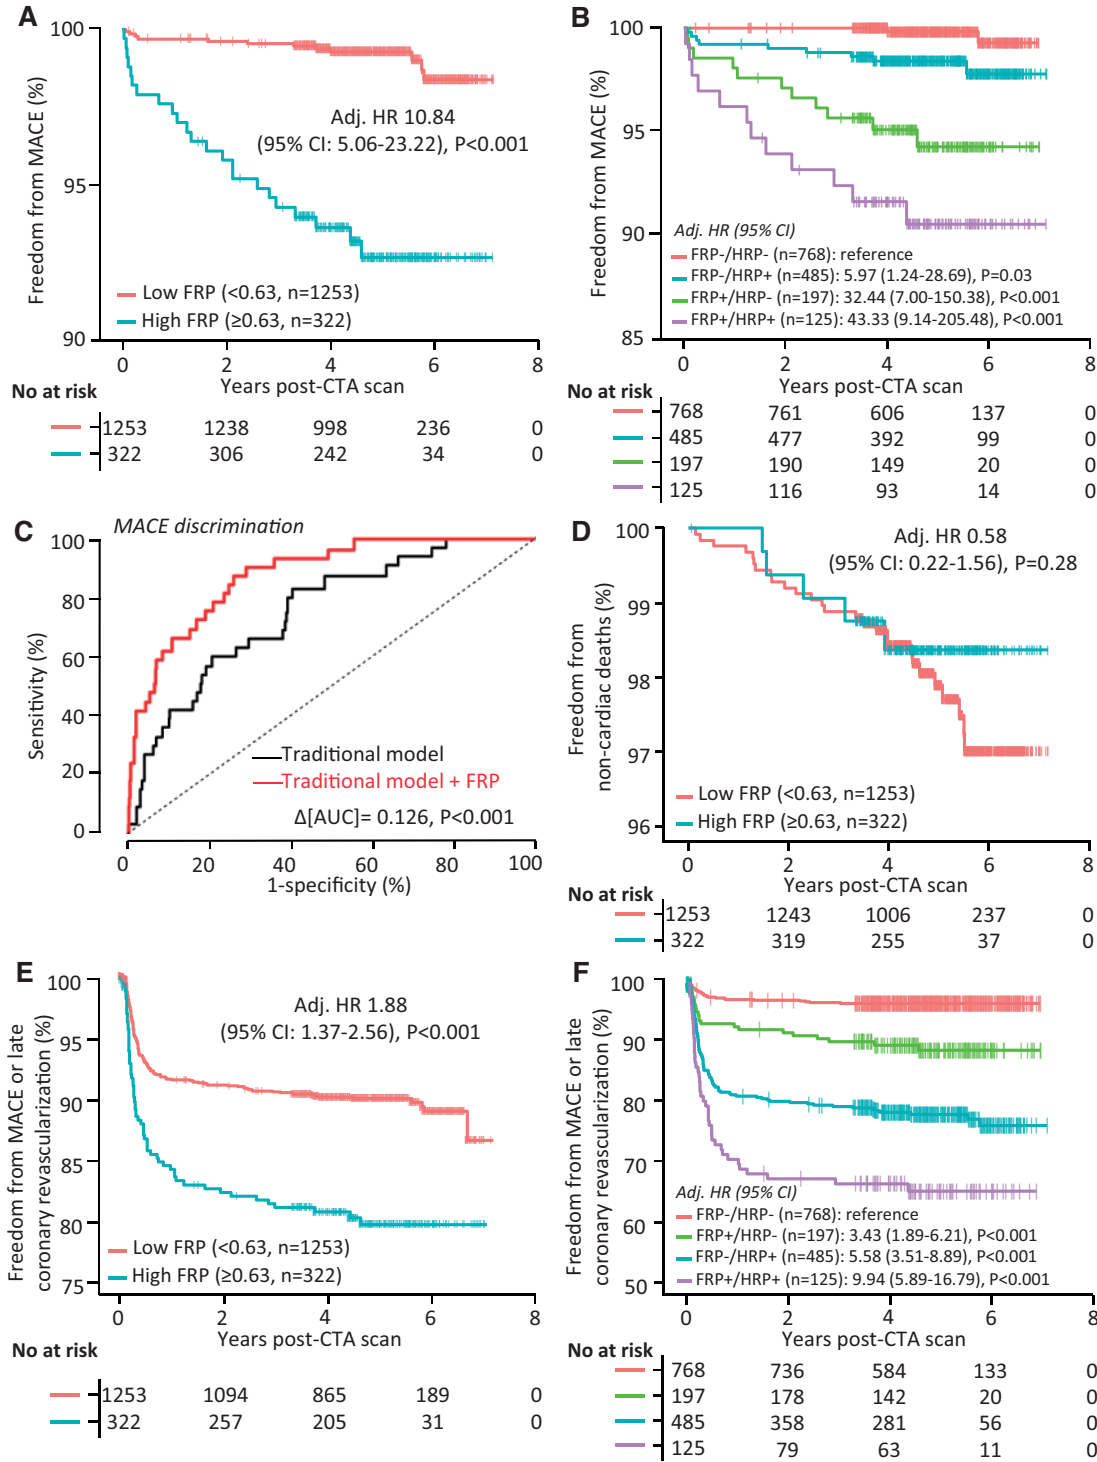 A
Freedom from MACE (%)
100
95
90
Adj. HR 10.84
(95% CI: 5.06-23.22), P<0.001
Low FRP (<0.63, n=1253)
High FRP (≥0.63, n=322)
0 2 4 6 8
Years post-CTA scan
No at risk
1253 1238 998 236 0
322 306 242 34 0
B
Freedom from MACE (%)
100
95
90
85
Adj. HR (95% CI)
FRP-/HRP- (n=768): reference
FRP-/HRP+ (n=485): 5.97 (1.24-28.69), P=0.03
FRP+/HRP- (n=197): 32.44 (7.00-150.38), P<0.001
FRP+/HRP+ (n=125): 43.33 (9.14-205.48), P<0.001
0 2 4 6 8
Years post-CTA scan
No at risk
768 761 606 137 0
485 477 392 99 0
197 190 149 20 0
125 116 93 14 0
C
MACE discrimination
Sensitivity (%)
100
80
60
40
20
0
Traditional model
Traditional model + FRP
Δ[AUC]= 0.126, P<0.001
0 20 40 60 80 100
1-specificity (%)
D
Freedom from
non-cardiac deaths (%)
100
99
98
97
96
Adj. HR 0.58
(95% CI: 0.22-1.56), P=0.28
Low FRP (<0.63, n=1253)
High FRP (≥0.63, n=322)
0 2 4 6 8
Years post-CTA scan
No at risk
1253 1243 1006 237 0
322 319 255 37 0
E
Freedom from MACE or late
coronary revascularization (%)
100
95
90
85
80
75
Adj. HR 1.88
(95% CI: 1.37-2.56), P<0.001
Low FRP (<0.63, n=1253)
High FRP (≥0.63, n=322)
0 2 4 6 8
Years post-CTA scan
No at risk
1253 1094 865 189 0
322 257 205 31 0
F
Freedom from MACE or late
coronary revascularization (%)
100
90
80
70
60
50
Adj. HR (95% CI)
FRP-/HRP- (n=768): reference
FRP+/HRP- (n=197): 3.43 (1.89-6.21), P<0.001
FRP-/HRP+ (n=485): 5.58 (3.51-8.89), P<0.001
FRP+/HRP+ (n=125): 9.94 (5.89-16.79), P<0.001
0 2 4 6 8
Years post-CTA scan
No at risk
768 736 584 133 0
197 178 142 20 0
485 358 281 56 0
125 79 63 11 0